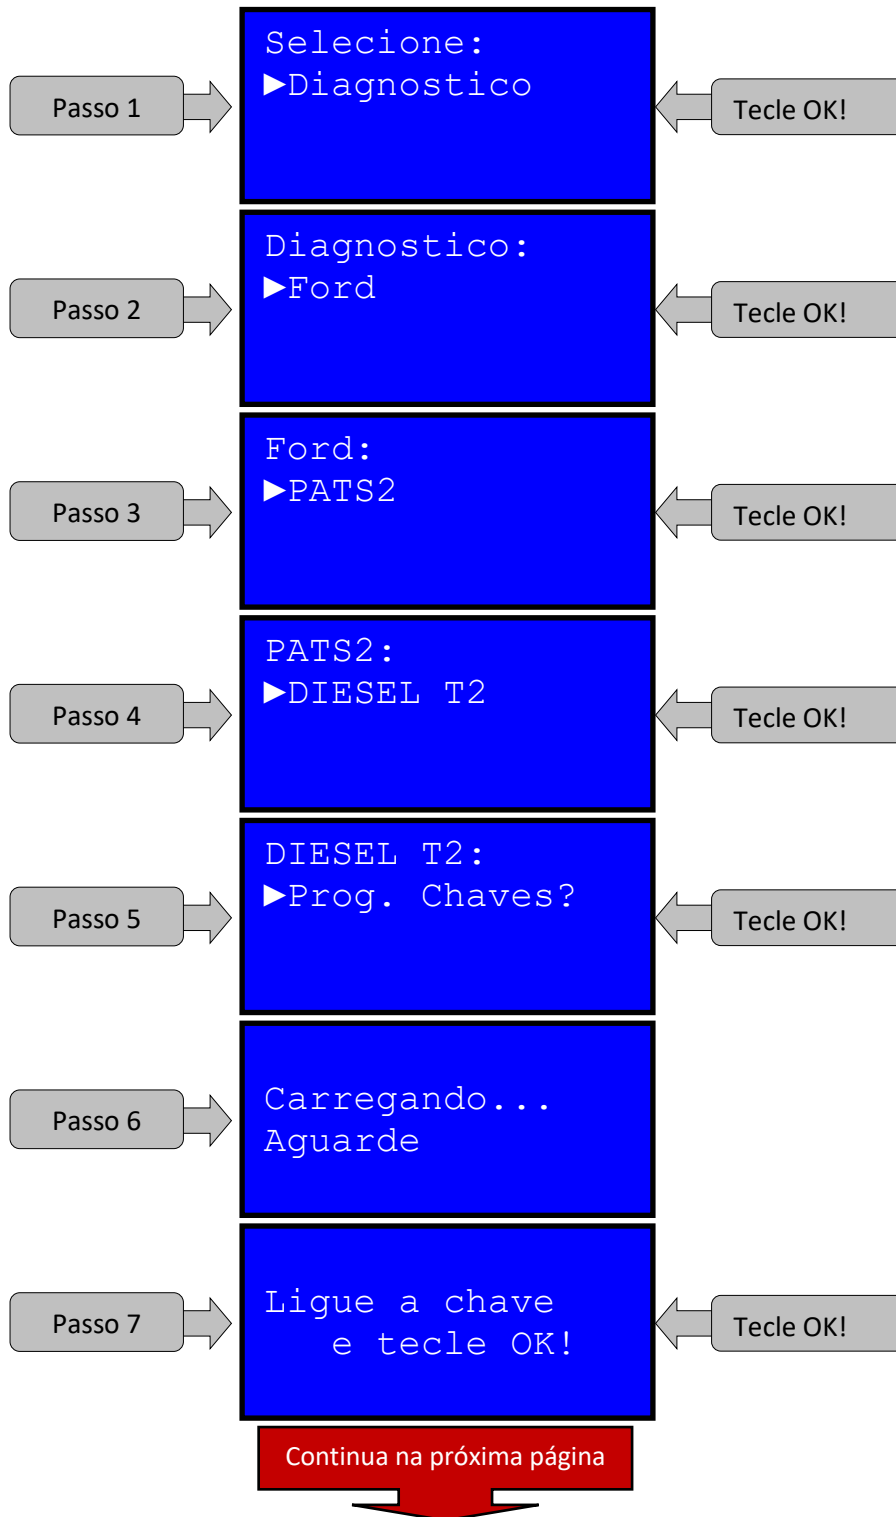 Selecione:
Passo 1
►Diagnostico
Tecle OK!
Diagnostico:
Passo 2
►Ford
Tecle OK!
Ford:
Passo 3
►PATS2
Tecle OK!
PATS2:
Passo 4
►DIESEL T2
Tecle OK!
DIESEL T2:
Passo 5
►Prog. Chaves?
Tecle OK!
Passo 6
Carregando...
Aguarde
Passo 7
Ligue a chave
e tecle OK!
Tecle OK!
Continua na próxima página